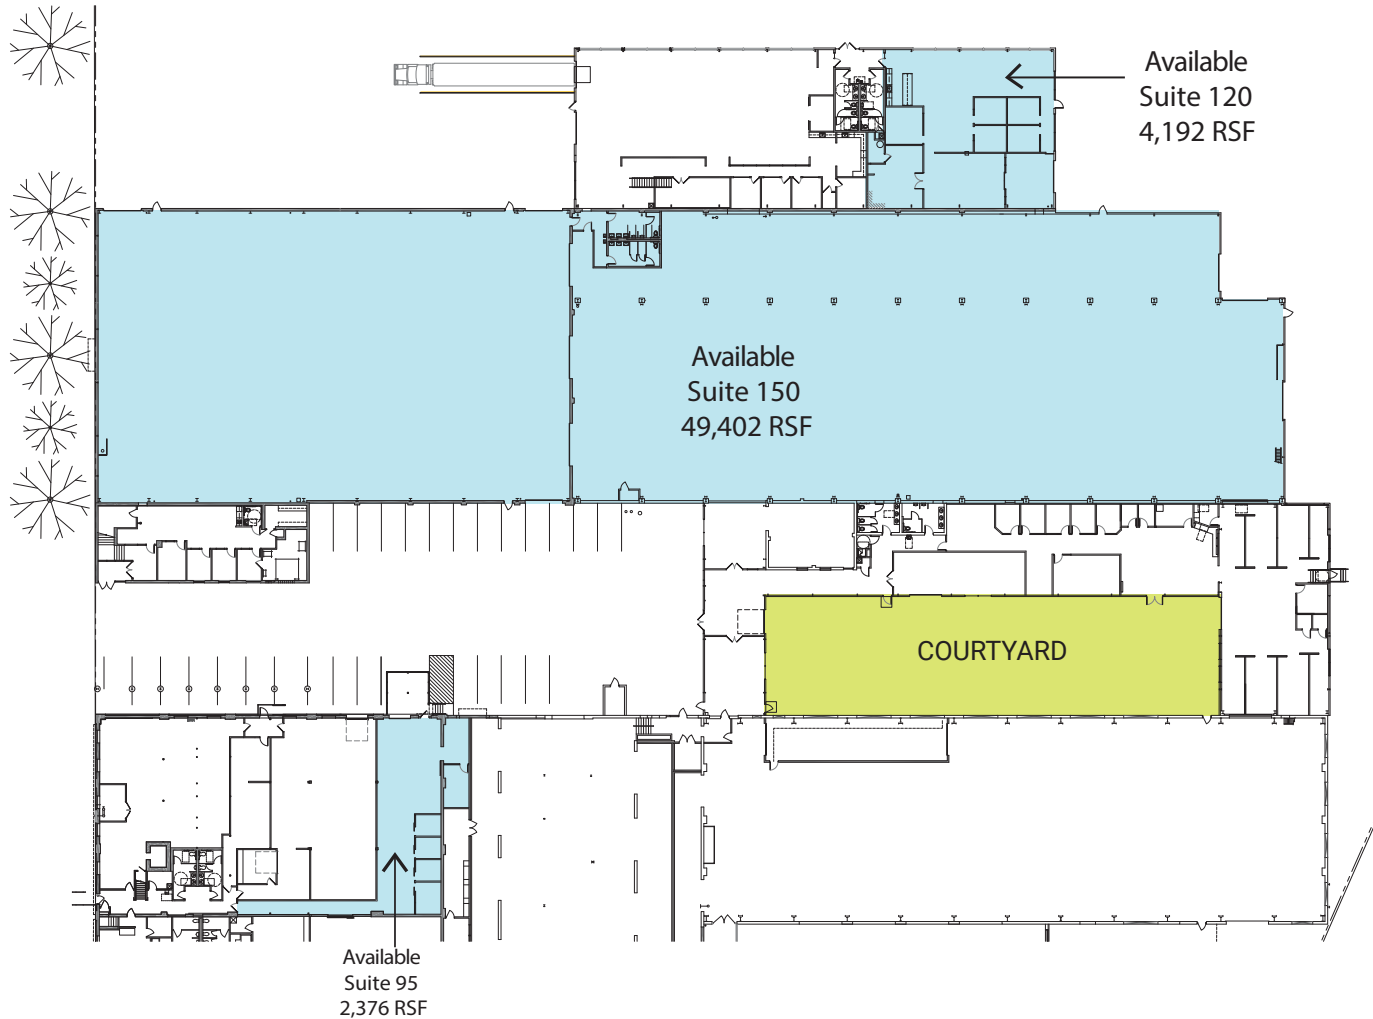 Available
Suite 120
4,192 RSF
Available
Suite 150
49,402 RSF
COURTYARD
Available
Suite 95
2,376 RSF